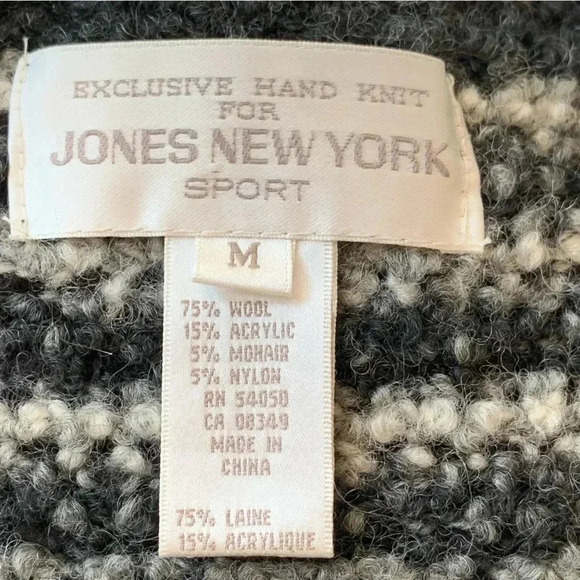 EXCLUSIVE HAND KNIT
FOR
JONES NEW YORK
SPORT
M
75% WOOL
15% ACRYLIC
5% MOHAIR
5% NYLON
RN 54050
CA 08349
MADE IN
CHINA
75% LAINE
15% ACRYLIQUE